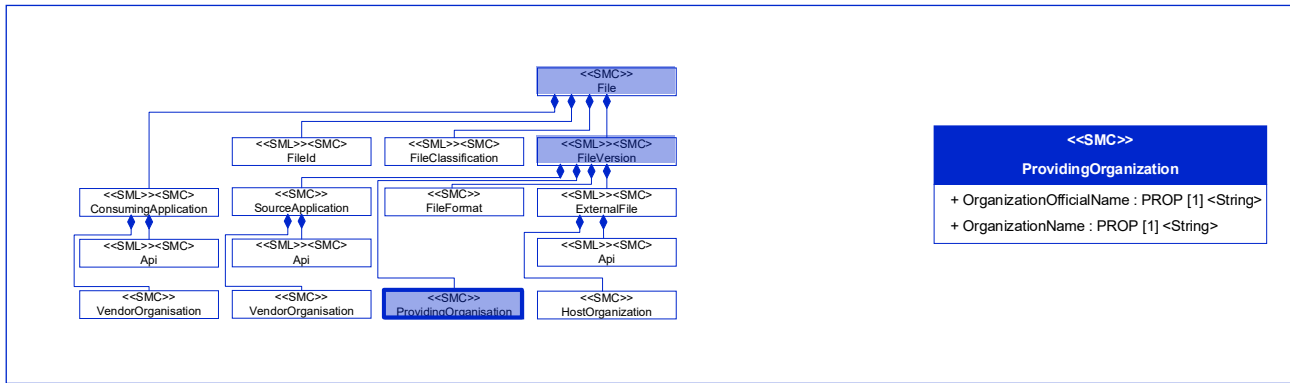 <<SMC>>
File
<<SML>><SMC>
FileId
<<SML>><SMC>
FileClassification
<<SML>><SMC>
FileVersion
<<SML>><SMC>
ConsumingApplication
<<SMC>>
SourceApplication
<<SMC>>
FileFormat
<<SML>><SMC>
ExternalFile
<<SML>><SMC>
Api
<<SML>><SMC>
Api
<<SML>><SMC>
Api
<<SMC>>
VendorOrganisation
<<SMC>>
VendorOrganisation
<<SMC>>
ProvidingOrganisation
<<SMC>>
HostOrganization
<<SMC>>
ProvidingOrganization
+ OrganizationOfficialName : PROP [1] <String>
+ OrganizationName : PROP [1] <String>